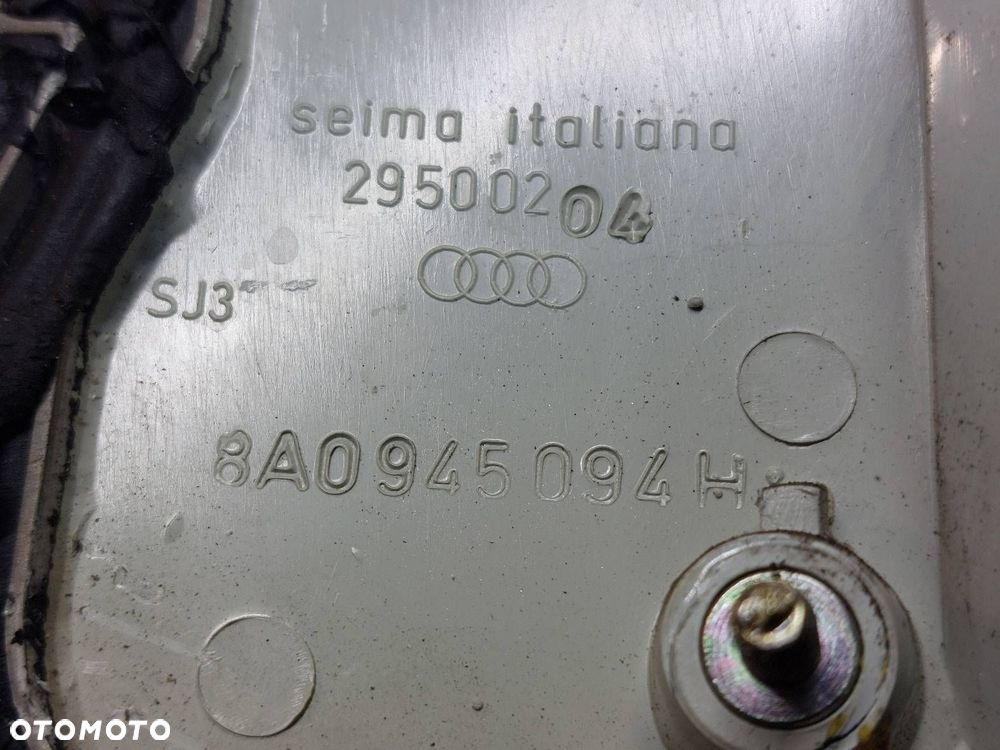 seima italiana
29500204
SJ3
8A0945094H
OTOMOTO